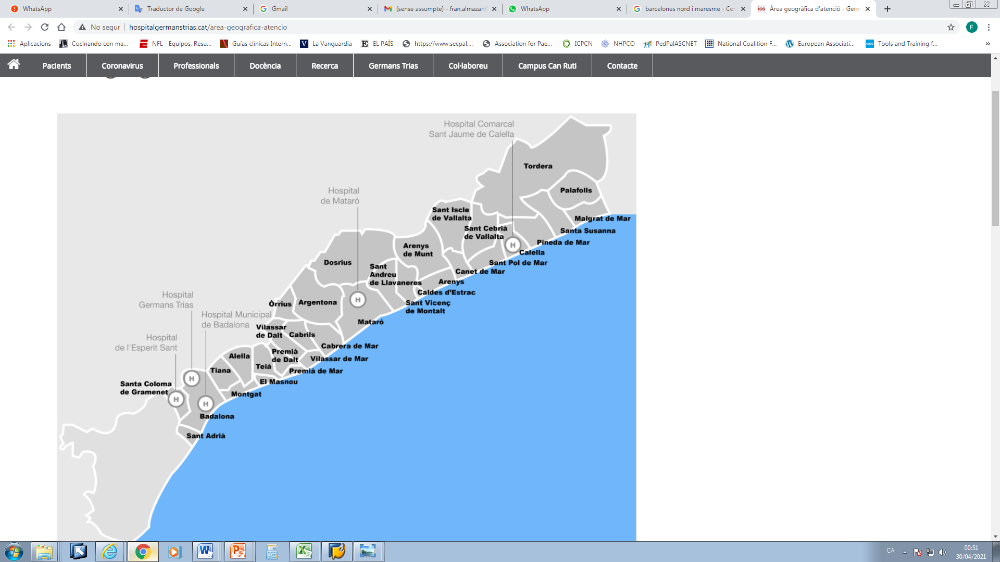 WhatsApp
Traductor de Google
Gmail
(sense assumpte) - fran.almazan
WhatsApp
barcelones nord i maresme - Cer
ics Àrea geogràfica d'atenció - Germ
No segur
hospitalgermanstrias.cat/area-geografica-atencio
F
Aplicacions
Cocinando con ma...
NFL - Equipos, Resu...
Guías clínicas Intern...
V La Vanguardia
E EL PAÍS
https://www.secpal....
Association for Pae...
ICPCN
NHPCO
PedPalASCNET
National Coalition F...
European Associati...
Tools and Training f...
»
Pacients
Coronavirus
Professionals
Docència
Recerca
Germans Trias
Col·laboreu
Campus Can Ruti
Contacte
Hospital Comarcal
Sant Jaume de Calella
Tordera
Palafolls
Hospital
de Mataró
Sant Iscle
de Vallalta
Malgrat de Mar
Sant Cebrià
de Vallalta
Santa Susanna
Pineda de Mar
H
Arenys
de Munt
Calella
Sant Pol de Mar
Dosrius
Sant
Andreu
de Llavaneres
Canet de Mar
Arenys
Caldes d'Estrac
Sant Vicenç
de Montalt
H
Hospital
Germans Trias
Òrrius
Argentona
Hospital Municipal
de Badalona
Mataró
Vilassar
de Dalt
Cabrils
Hospital
de l'Esperit Sant
Cabrera de Mar
Premià
de Dalt
Alella
Vilassar de Mar
Teià
Tiana
Premià de Mar
H
El Masnou
Santa Coloma
de Gramenet
Montgat
H
H
Badalona
Sant Adrià
CA
00:51
30/04/2021